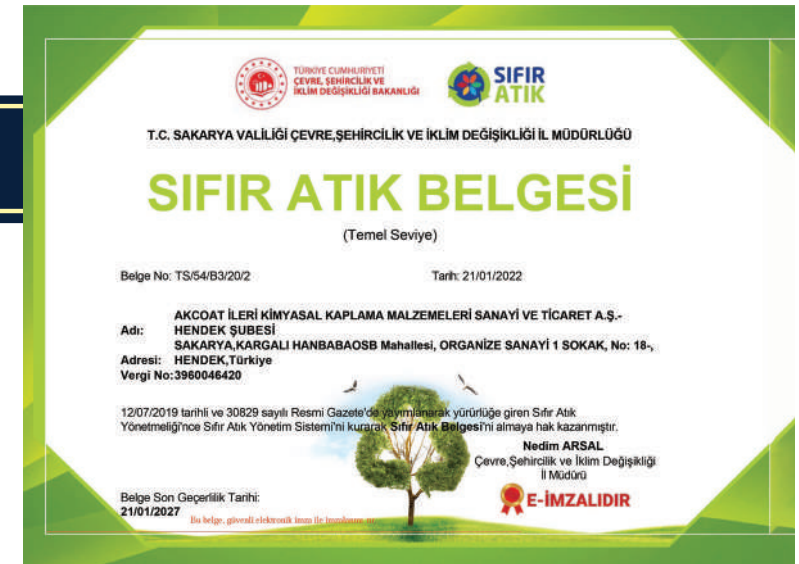 TÜRKİYE CUMHURİYETİ
ÇEVRE, ŞEHİRCİLİK VE
İKLİM DEĞİŞİKLİĞİ BAKANLIĞI
SIFIR
ATIK
T.C. SAKARYA VALİLİĞİ ÇEVRE,ŞEHİRCİLİK VE İKLİM DEĞİŞİKLİĞİ İL MÜDÜRLÜĞÜ
SIFIR ATIK BELGESİ
(Temel Seviye)
Belge No: TS/54/B3/20/2 Tarih: 21/01/2022
AKCOAT İLERİ KİMYASAL KAPLAMA MALZEMELERİ SANAYİ VE TİCARET A.Ş.-
Adı: HENDEK ŞUBESİ
SAKARYA,KARGALI HANBABAOSB Mahallesi, ORGANİZE SANAYİ 1 SOKAK, No: 18-,
Adresi: HENDEK,Türkiye
Vergi No:3960046420
12/07/2019 tarihli ve 30829 sayılı Resmi Gazete'de yayımlanarak yürürlüğe giren Sıfır Atık
Yönetmeliği'nce Sıfır Atık Yönetim Sistemi'ni kurarak Sıfır Atık Belgesi'ni almaya hak kazanmıştır.
Nedim ARSAL
Çevre,Şehircilik ve İklim Değişikliği
İl Müdürü
E-İMZALIDIR
Belge Son Geçerlilik Tarihi:
21/01/2027
Bu belge, güvenli elektronik imza ile